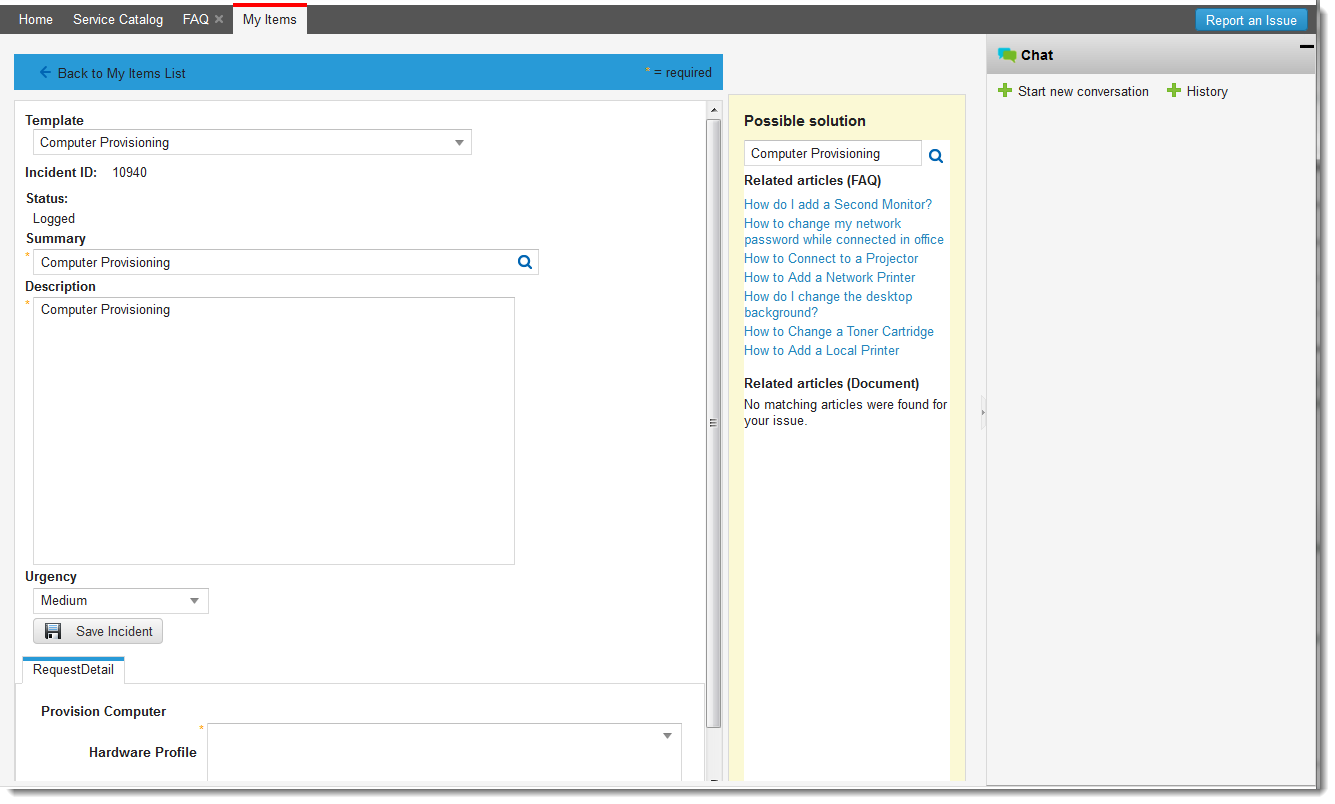 Home Service Catalog FAQ My Items Report an Issue
Back to My Items List * = required
Template
Computer Provisioning
Incident ID: 10940
Status:
Logged
Summary
* Computer Provisioning
Description
* Computer Provisioning
Urgency
Medium
Save Incident
RequestDetail
Provision Computer
*
Hardware Profile
Possible solution
Computer Provisioning
Related articles (FAQ)
How do I add a Second Monitor?
How to change my network
password while connected in office
How to Connect to a Projector
How to Add a Network Printer
How do I change the desktop
background?
How to Change a Toner Cartridge
How to Add a Local Printer
Related articles (Document)
No matching articles were found for
your issue.
Chat
Start new conversation History